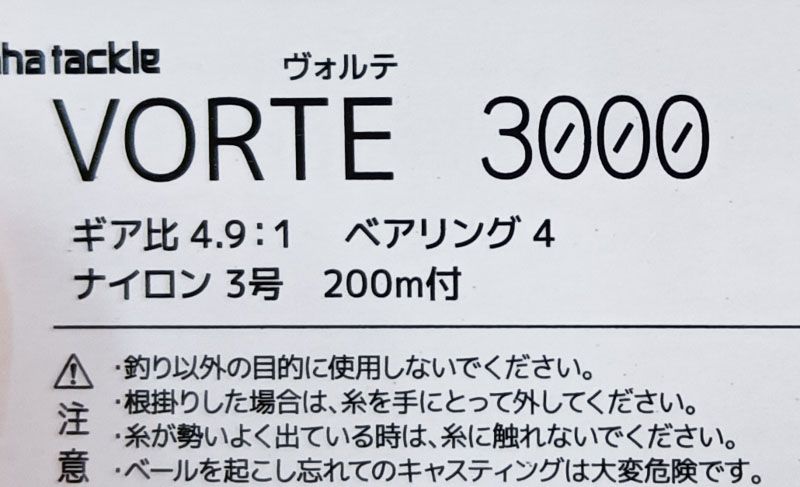 ha tackle
ヴォルテ
VORTE 3000
ギア比 4.9:1 ベアリング 4
ナイロン 3号 200m付
・釣り以外の目的に使用しないでください。
注意
・根掛りした場合は、糸を手にとって外してください。
・糸が勢いよく出ている時は、糸に触れないでください。
・ベールを起こし忘れてのキャスティングは大変危険です。